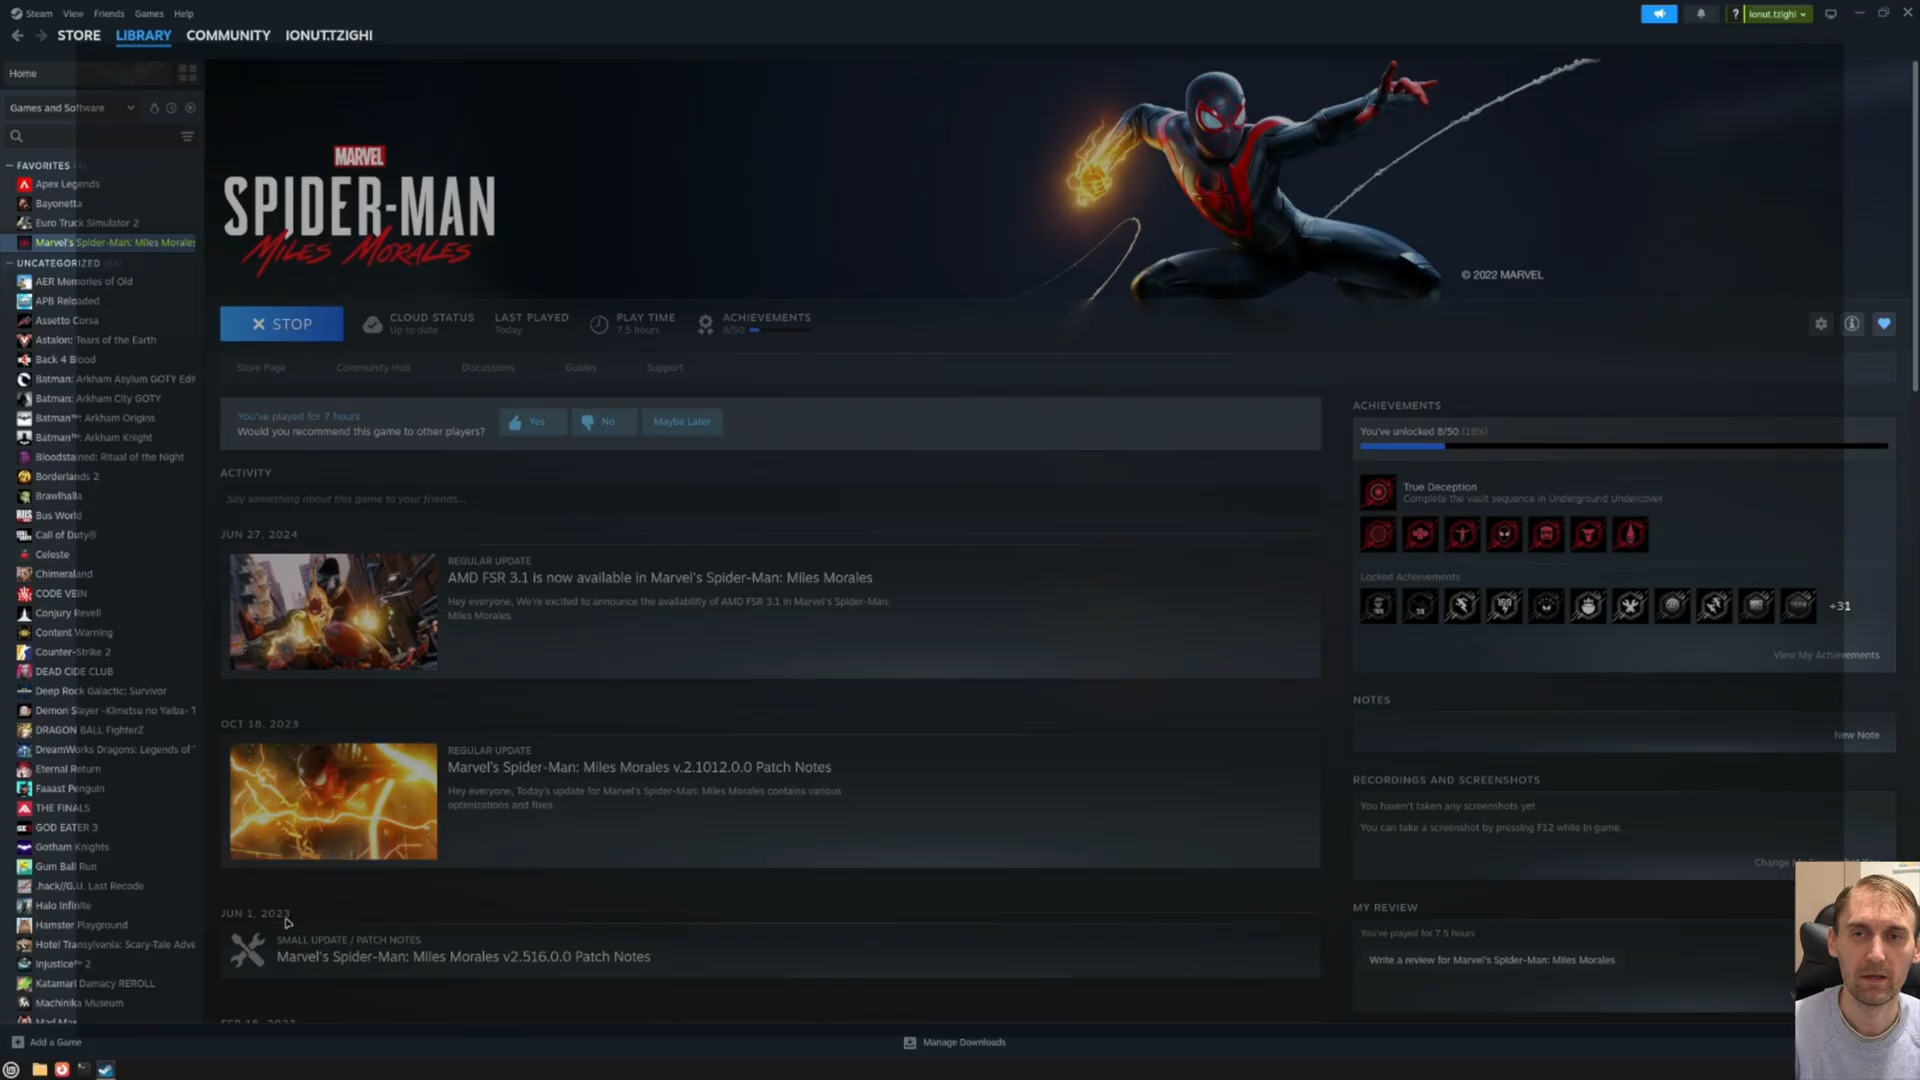 Steam View Friends Games Help
? ionut.tzighi
STORE LIBRARY COMMUNITY IONUT.TZIGHI
Home
Games and Software
FAVORITES
Apex Legends
Bayonetta
Euro Truck Simulator 2
Marvel's Spider-Man: Miles Morales
UNCATEGORIZED
AER Memories of Old
APB Reloaded
Assetto Corsa
Astalon: Tears of the Earth
Back 4 Blood
Batman: Arkham Asylum GOTY Edit
Batman: Arkham City GOTY
Batman™: Arkham Origins
Batman™: Arkham Knight
Bloodstained: Ritual of the Night
Borderlands 2
Brawlhalla
Bus World
Call of Duty®
Celeste
Chimeraland
CODE VEIN
Conjury Revell
Content Warning
Counter-Strike 2
DEAD CIDE CLUB
Deep Rock Galactic: Survivor
Demon Slayer -Kimetsu no Yaiba- T
DRAGON BALL FighterZ
DreamWorks Dragons: Legends of
Eternal Return
Faaast Penguin
THE FINALS
GOD EATER 3
Gotham Knights
Gum Ball Run
.hack//G.U. Last Recode
Halo Infinite
Hamster Playground
Hotel Transylvania: Scary-Tale Adve
Injustice™ 2
Katamari Damacy REROLL
Machinika Museum
Mad Max
Add a Game
MARVEL
SPIDER-MAN
MILES MORALES
© 2022 MARVEL
STOP
CLOUD STATUS
Up to date
LAST PLAYED
Today
PLAY TIME
7.5 hours
ACHIEVEMENTS
8/50
Store Page Community Hub Discussions Guides Support
You've played for 7 hours
Would you recommend this game to other players?
Yes No Maybe Later
ACTIVITY
Say something about this game to your friends...
JUN 27, 2024
REGULAR UPDATE
AMD FSR 3.1 is now available in Marvel's Spider-Man: Miles Morales
Hey everyone, We're excited to announce the availability of AMD FSR 3.1 in Marvel's Spider-Man:
Miles Morales.
OCT 18, 2023
REGULAR UPDATE
Marvel's Spider-Man: Miles Morales v.2.1012.0.0 Patch Notes
Hey everyone, Today's update for Marvel's Spider-Man: Miles Morales contains various
optimizations and fixes.
JUN 1, 2023
SMALL UPDATE / PATCH NOTES
Marvel's Spider-Man: Miles Morales v2.516.0.0 Patch Notes
ACHIEVEMENTS
You've unlocked 8/50 (16%)
True Deception
Complete the vault sequence in Underground Undercover
Locked Achievements
+31
View My Achievements
NOTES
New Note
RECORDINGS AND SCREENSHOTS
You haven't taken any screenshots yet
You can take a screenshot by pressing F12 while in game.
Change
MY REVIEW
You've played for 7.5 hours
Write a review for Marvel's Spider-Man: Miles Morales
Manage Downloads